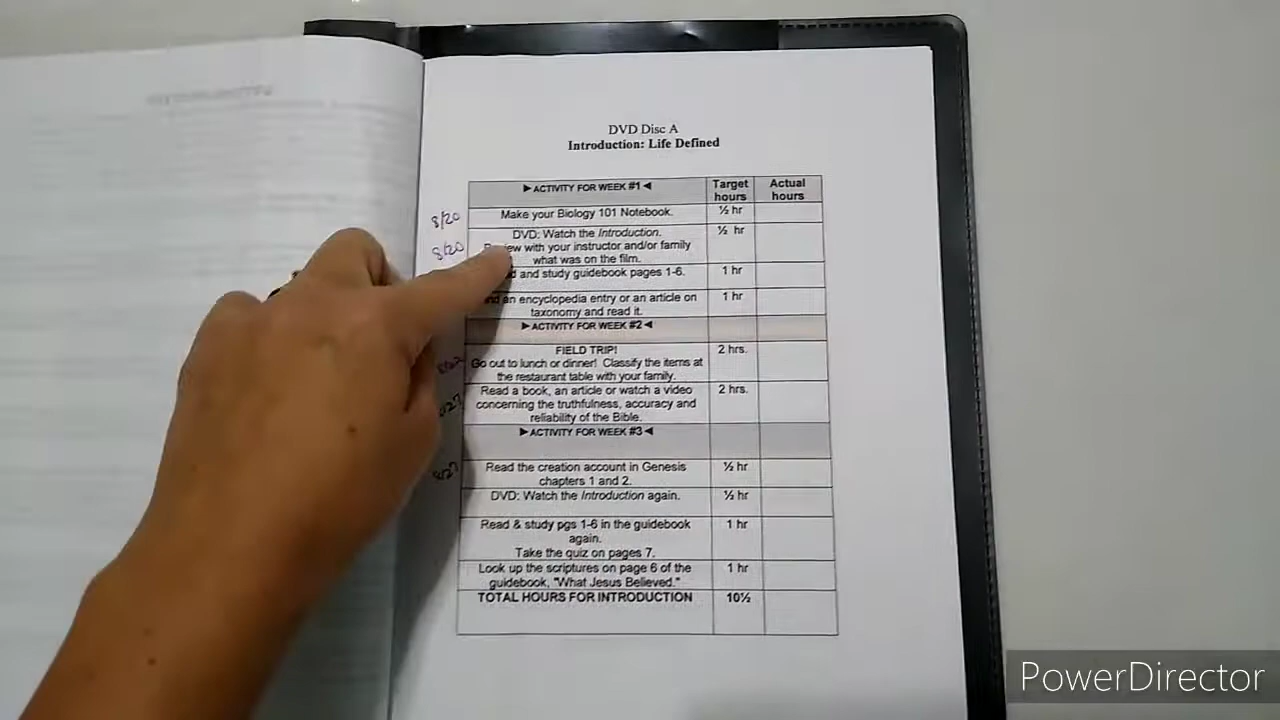 DVD Disc A
Introduction: Life Defined
►ACTIVITY FOR WEEK #1◄ Target hours Actual hours
8/20 Make your Biology 101 Notebook. ½ hr
DVD: Watch the Introduction. ½ hr
8/20 with your instructor and/or family
what was on the film.
and study guidebook pages 1-6. 1 hr
an encyclopedia entry or an article on 1 hr
taxonomy and read it.
►ACTIVITY FOR WEEK #2◄
FIELD TRIP! 2 hrs.
Go out to lunch or dinner! Classify the items at
the restaurant table with your family.
Read a book, an article or watch a video 2 hrs.
concerning the truthfulness, accuracy and
reliability of the Bible.
►ACTIVITY FOR WEEK #3◄
8/27 Read the creation account in Genesis ½ hr
chapters 1 and 2.
DVD: Watch the Introduction again. ½ hr
Read & study pgs 1-6 in the guidebook 1 hr
again.
Take the quiz on pages 7.
Look up the scriptures on page 6 of the 1 hr
guidebook, "What Jesus Believed."
TOTAL HOURS FOR INTRODUCTION 10½
PowerDirector